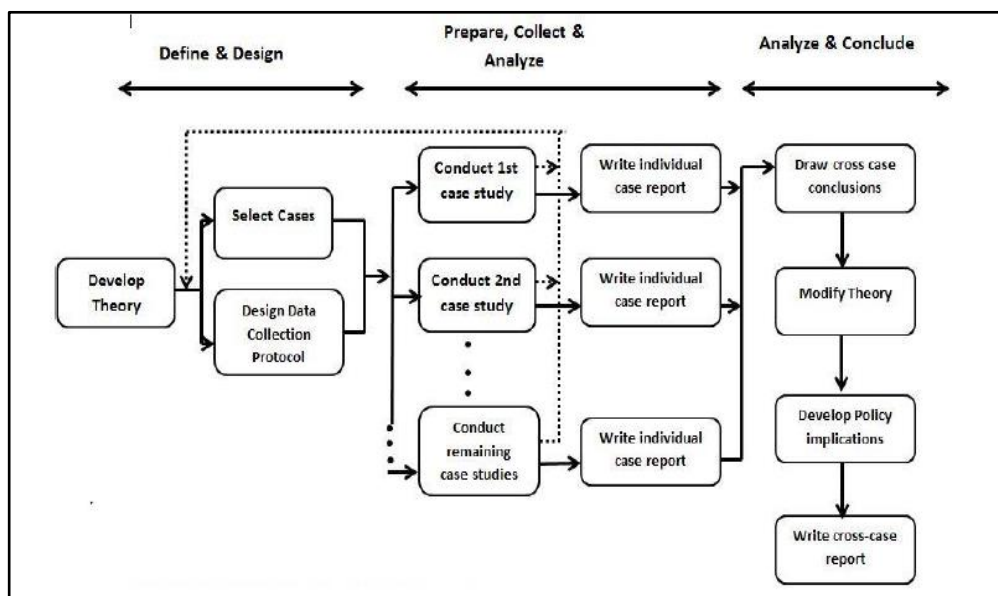 Define & Design
Prepare, Collect &
Analyze
Analyze & Conclude
Develop
Theory
Select Cases
Design Data
Collection
Protocol
Conduct 1st
case study
Conduct 2nd
case study
Conduct
remaining
case studies
Write individual
case report
Write individual
case report
Write individual
case report
Draw cross case
conclusions
Modify Theory
Develop Policy
implications
Write cross-case
report